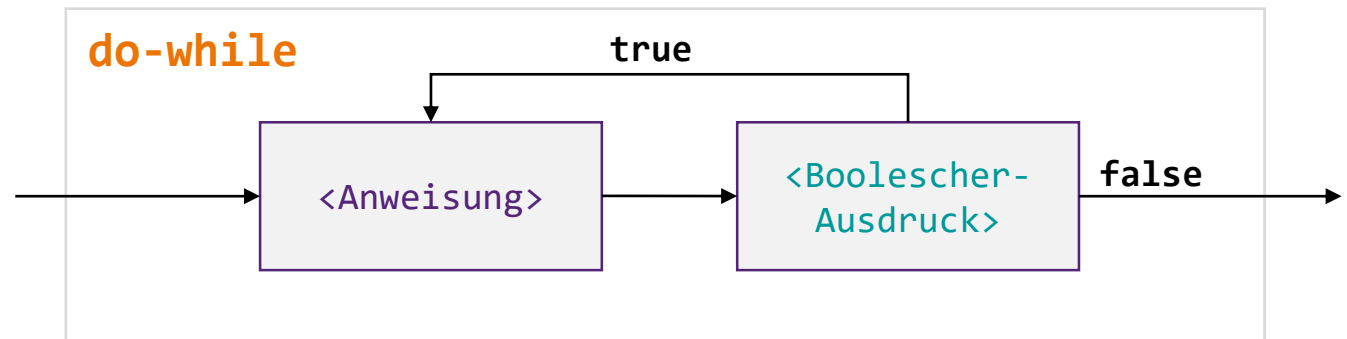 do-while
true
<Anweisung>
<Boolescher-
Ausdruck>
false